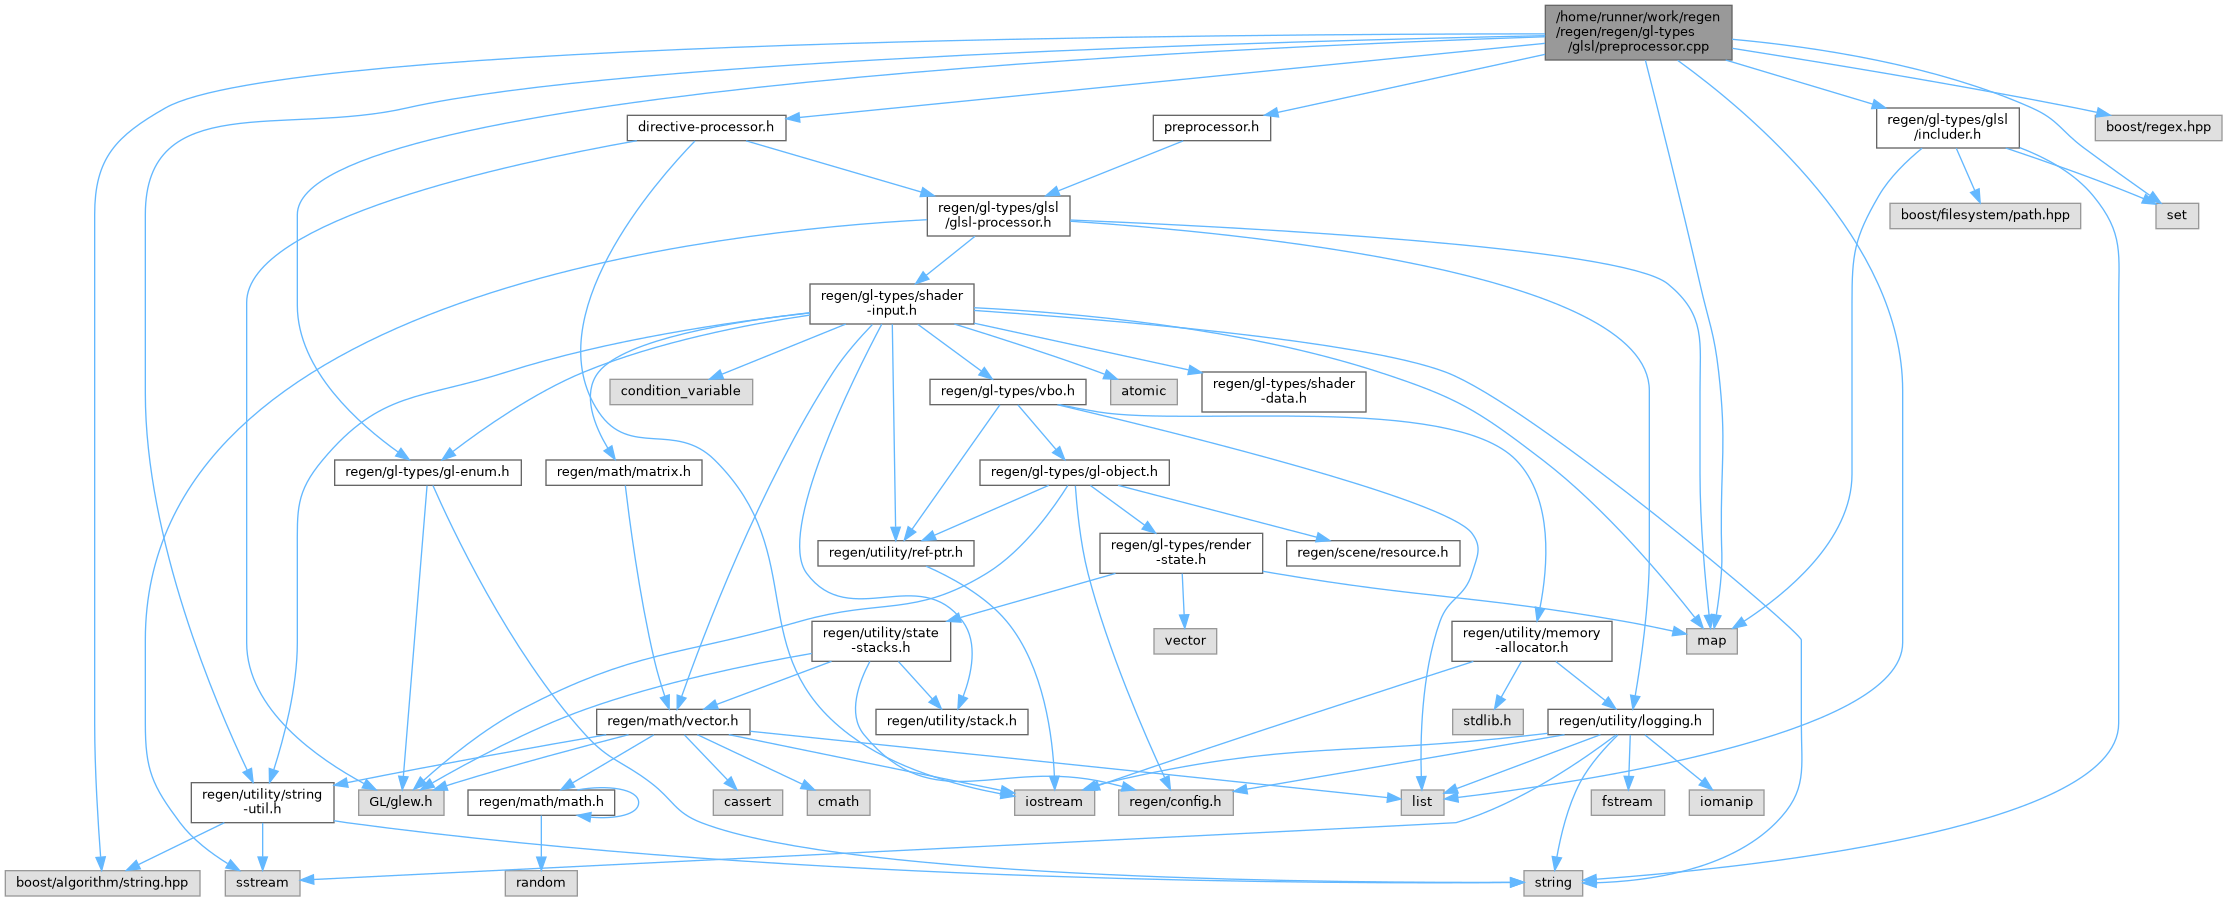 /home/runner/work/regen
/regen/regen/gl-types
/glsl/preprocessor.cpp
directive-processor.h
preprocessor.h
regen/gl-types/glsl
/includer.h
boost/regex.hpp
regen/gl-types/glsl
/glsl-processor.h
boost/filesystem/path.hpp
set
regen/gl-types/shader
-input.h
condition_variable
regen/gl-types/vbo.h
atomic
regen/gl-types/shader
-data.h
regen/gl-types/gl-enum.h
regen/math/matrix.h
regen/gl-types/gl-object.h
regen/utility/ref-ptr.h
regen/gl-types/render
-state.h
regen/scene/resource.h
regen/utility/state
-stacks.h
vector
regen/utility/memory
-allocator.h
map
regen/math/vector.h
regen/utility/stack.h
stdlib.h
regen/utility/logging.h
regen/utility/string
-util.h
GL/glew.h
regen/math/math.h
cassert
cmath
iostream
regen/config.h
list
fstream
iomanip
boost/algorithm/string.hpp
sstream
random
string